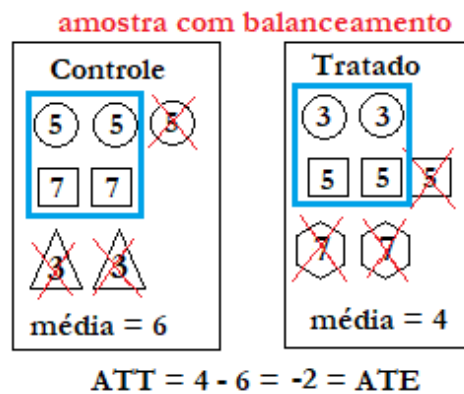 amostra com balanceamento
Controle
5 5 5
7 7
3 3
média = 6
Tratado
3 3
5 5 5
7 7
média = 4
ATT = 4 - 6 = -2 = ATE